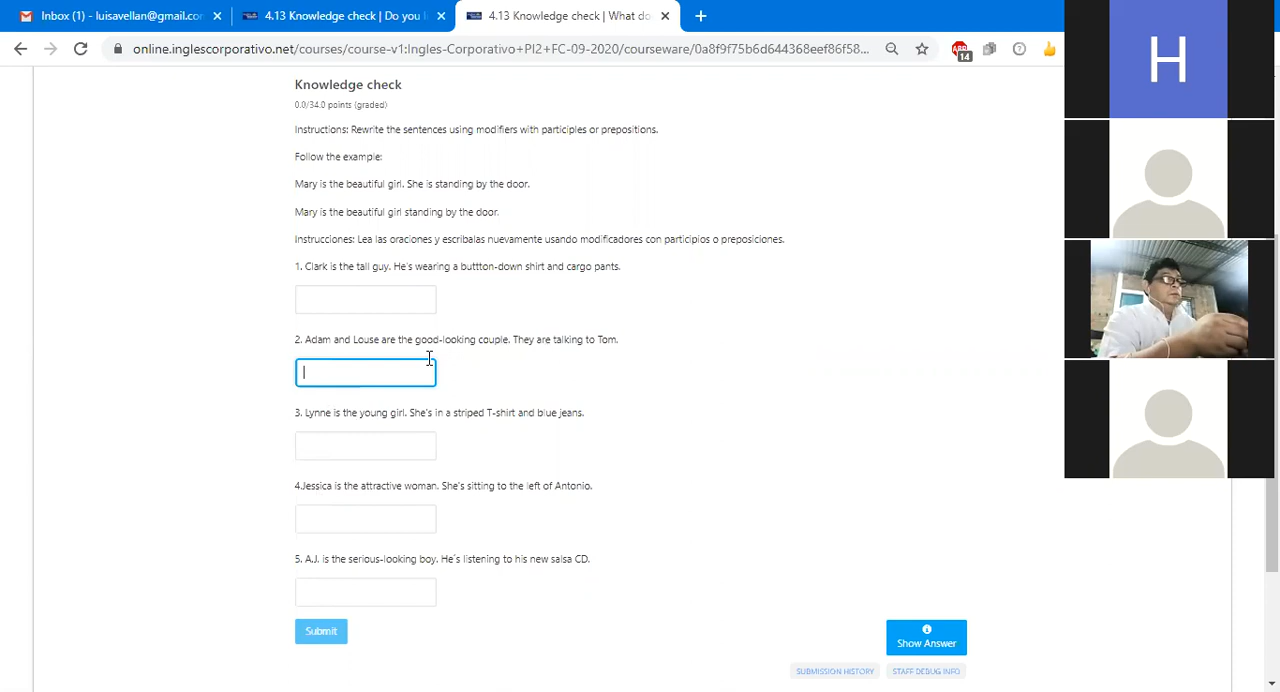 Inbox (1) - luisavellan@gmail.co
4.13 Knowledge check | Do you
4.13 Knowledge check | What do
online.inglescorporativo.net/courses/course-v1:Ingles-Corporativo+PI2+FC-09-2020/courseware/0a8f9f75b6d644368eef86f58...
14
H
Knowledge check
0.0/34.0 points (graded)
Instructions: Rewrite the sentences using modifiers with participles or prepositions.
Follow the example:
Mary is the beautiful girl. She is standing by the door.
Mary is the beautiful girl standing by the door.
Instrucciones: Lea las oraciones y escribalas nuevamente usando modificadores con participios o preposiciones.
1. Clark is the tall guy. He's wearing a buttton-down shirt and cargo pants.
2. Adam and Louse are the good-looking couple. They are talking to Tom.
3. Lynne is the young girl. She's in a striped T-shirt and blue jeans.
4.Jessica is the attractive woman. She's sitting to the left of Antonio.
5. A.J. is the serious-looking boy. He´s listening to his new salsa CD.
Submit
Show Answer
SUBMISSION HISTORY
STAFF DEBUG INFO